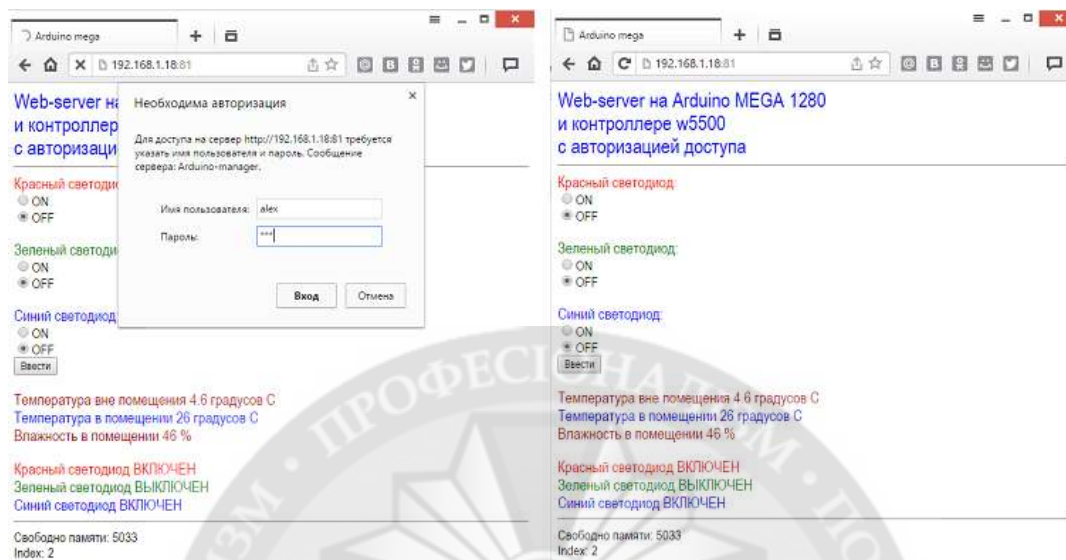 Arduino mega
192.168.1.18:81
Web-server на
и контроллер
с авторизаци
Необходима авторизация
Для доступа на сервер http://192.168.1.18:81 требуется
указать имя пользователя и пароль. Сообщение
сервера: Arduino-manager.
Имя пользователя: alex
Пароль: ***
Вход Отмена
Красный светодио
ON
OFF
Зеленый светоди
ON
OFF
Синий светодиод
ON
OFF
Ввести
Температура вне помещения 4.6 градусов С
Температура в помещении 26 градусов С
Влажность в помещении 46 %
Красный светодиод ВКЛЮЧЕН
Зеленый светодиод ВЫКЛЮЧЕН
Синий светодиод ВКЛЮЧЕН
Свободно памяти: 5033
Index: 2
Arduino mega
192.168.1.18:81
Web-server на Arduino MEGA 1280
и контроллере w5500
с авторизацией доступа
Красный светодиод:
ON
OFF
Зеленый светодиод:
ON
OFF
Синий светодиод:
ON
OFF
Ввести
Температура вне помещения 4.6 градусов С
Температура в помещении 26 градусов С
Влажность в помещении 46 %
Красный светодиод ВКЛЮЧЕН
Зеленый светодиод ВЫКЛЮЧЕН
Синий светодиод ВКЛЮЧЕН
Свободно памяти: 5033
Index: 2
ПРОФЕСІОНАЛІЗМ